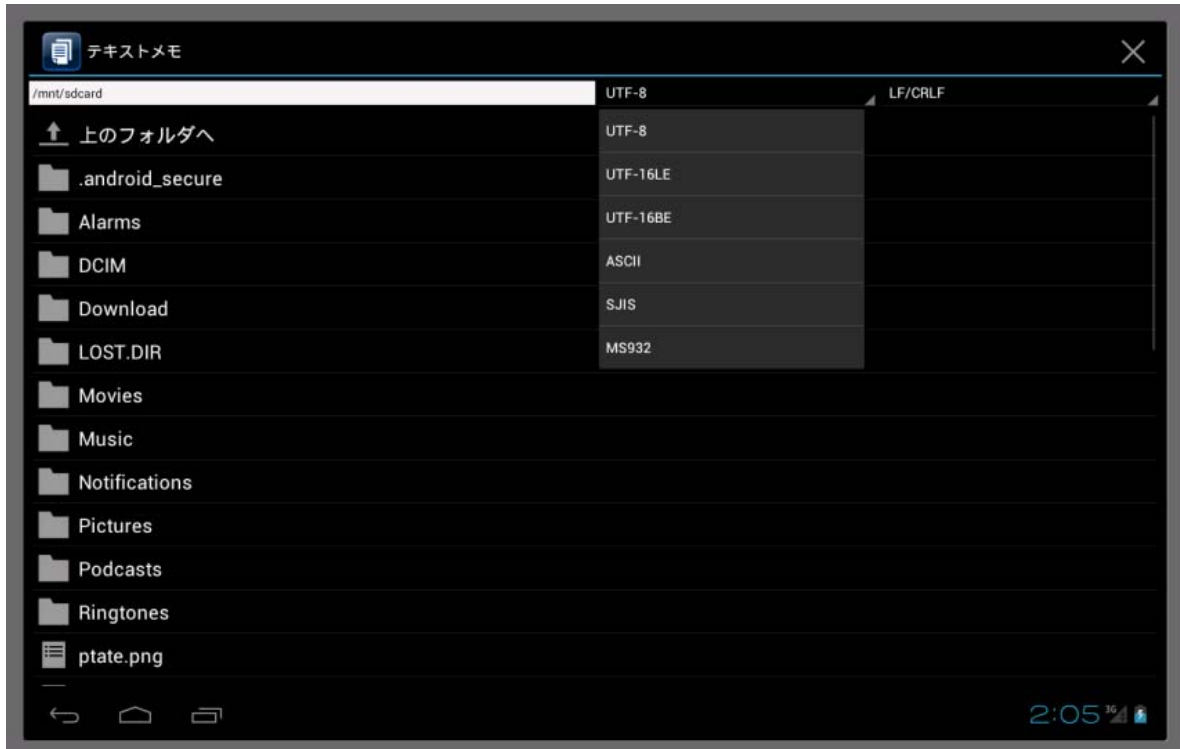 テキストメモ
/mnt/sdcard
UTF-8
LF/CRLF
上のフォルダへ
UTF-8
.android_secure
UTF-16LE
Alarms
UTF-16BE
DCIM
ASCII
Download
SJIS
LOST.DIR
MS932
Movies
Music
Notifications
Pictures
Podcasts
Ringtones
ptate.png
2:05
3G